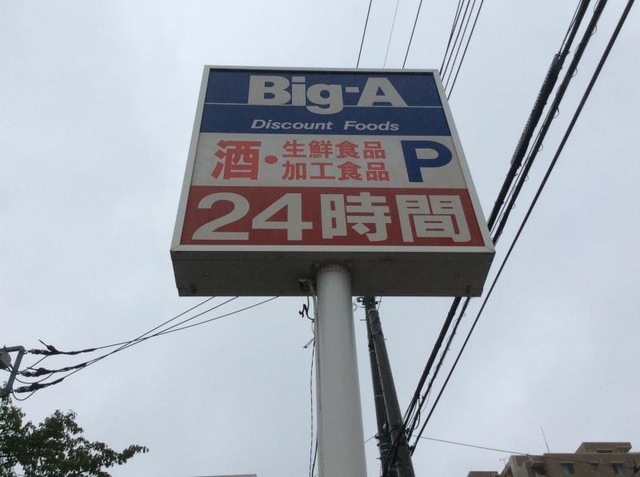 Big-A
Discount Foods
酒・生鮮食品
加工食品 P
24時間